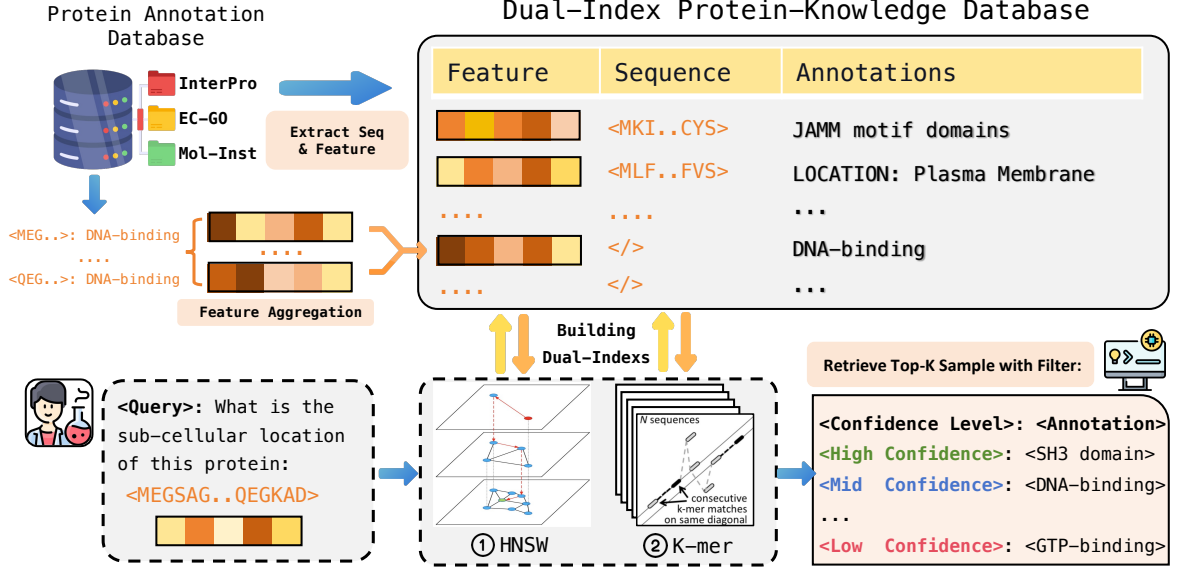 Protein Annotation
Database
InterPro
EC-GO
Mol-Inst
Extract Seq
& Feature
<MEG..>: DNA-binding
....
<QEG..>: DNA-binding
....
Feature Aggregation
Dual-Index Protein-Knowledge Database
Feature Sequence Annotations
<MKI..CYS> JAMM motif domains
<MLF..FVS> LOCATION: Plasma Membrane
.... .... ...
</> DNA-binding
.... </> ...
Building
Dual-Indexs
<Query>: What is the
sub-cellular location
of this protein:
<MEGSAG..QEGKAD>
N sequences
consecutive
k-mer matches
on same diagonal
① HNSW
② K-mer
Retrieve Top-K Sample with Filter:
<Confidence Level>: <Annotation>
<High Confidence>: <SH3 domain>
<Mid Confidence>: <DNA-binding>
...
<Low Confidence>: <GTP-binding>